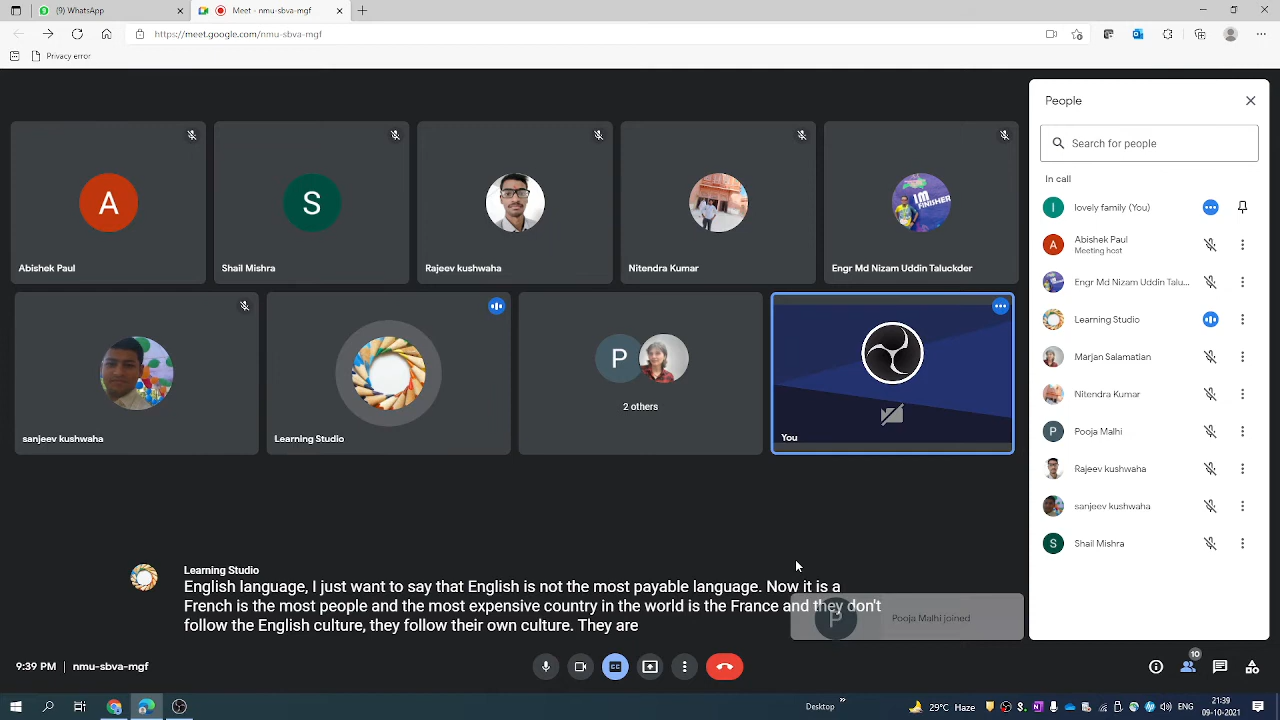 (9) WhatsApp
Meet - nmu-sbva-mgf
https://meet.google.com/nmu-sbva-mgf
Privacy error
A
Abishek Paul
S
Shail Mishra
Rajeev kushwaha
Nitendra Kumar
I'M
FINISHER
Engr Md Nizam Uddin Taluckder
sanjeev kushwaha
Learning Studio
P
2 others
You
People
Search for people
In call
I
lovely family (You)
A
Abishek Paul
Meeting host
Engr Md Nizam Uddin Talu...
Learning Studio
Marjan Salamatian
Nitendra Kumar
P
Pooja Malhi
Rajeev kushwaha
sanjeev kushwaha
S
Shail Mishra
Learning Studio
English language, I just want to say that English is not the most payable language. Now it is a
French is the most people and the most expensive country in the world is the France and they don't
follow the English culture, they follow their own culture. They are
P
Pooja Malhi joined
9:39 PM | nmu-sbva-mgf
10
Desktop
29°C Haze
ENG
21:39
09-10-2021